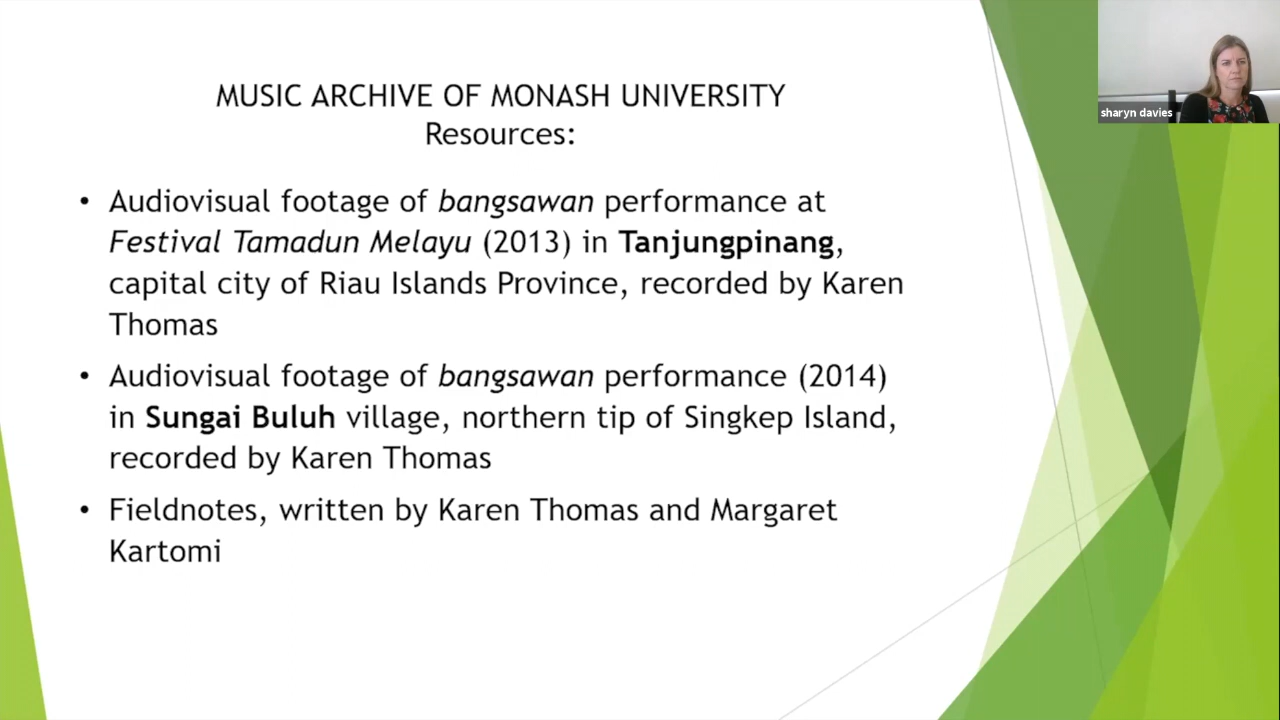 MUSIC ARCHIVE OF MONASH UNIVERSITY
Resources:
• Audiovisual footage of bangsawan performance at
Festival Tamadun Melayu (2013) in Tanjungpinang,
capital city of Riau Islands Province, recorded by Karen
Thomas
• Audiovisual footage of bangsawan performance (2014)
in Sungai Buluh village, northern tip of Singkep Island,
recorded by Karen Thomas
• Fieldnotes, written by Karen Thomas and Margaret
Kartomi
sharyn davies